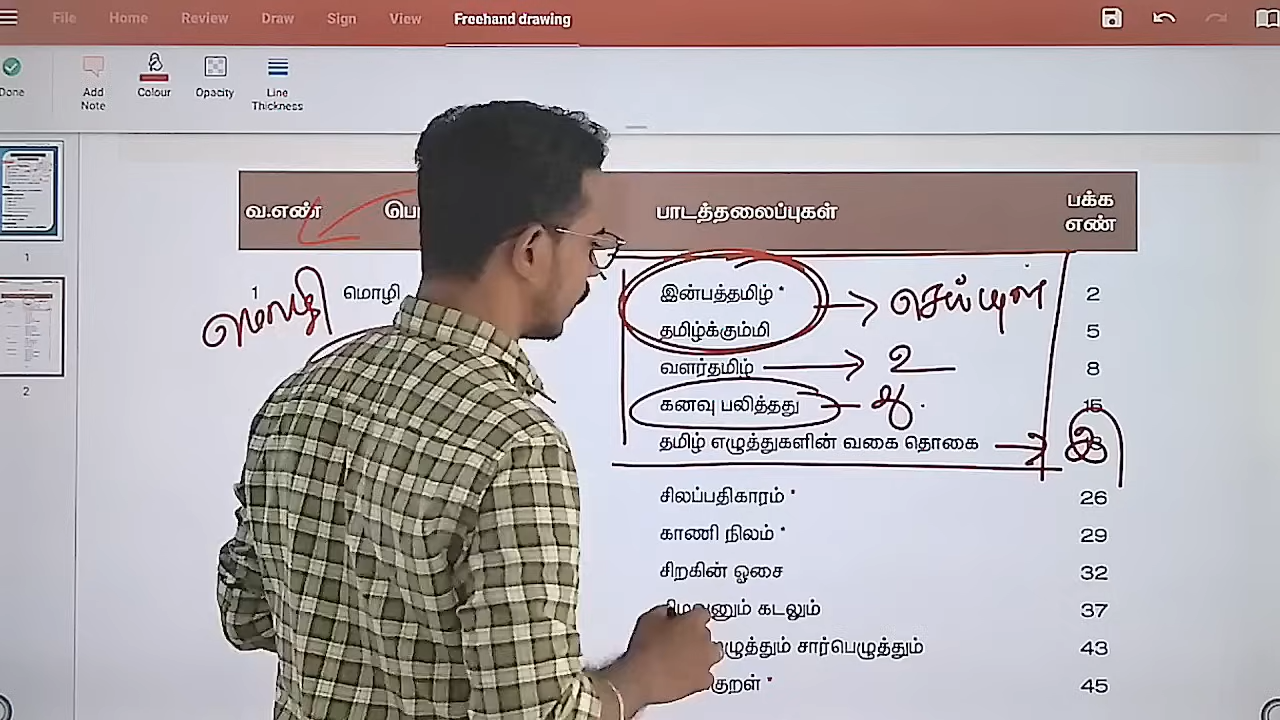 File Home Review Draw Sign View Freehand drawing
Done Add Note Colour Opacity Line Thickness
வ.எண் பாடத்தலைப்புகள் பக்க எண்
1 மொழி இன்பத்தமிழ் * 2
மொழி → செய்யுள்
தமிழ்க்கும்மி 5
வளர்தமிழ் → உ 8
கனவு பலித்தது 15
தமிழ் எழுத்துகளின் வகை தொகை → இ
சிலப்பதிகாரம் * 26
காணி நிலம் * 29
சிறகின் ஓசை 32
கடலும் 37
சார்பெழுத்தும் 43
45
1
2